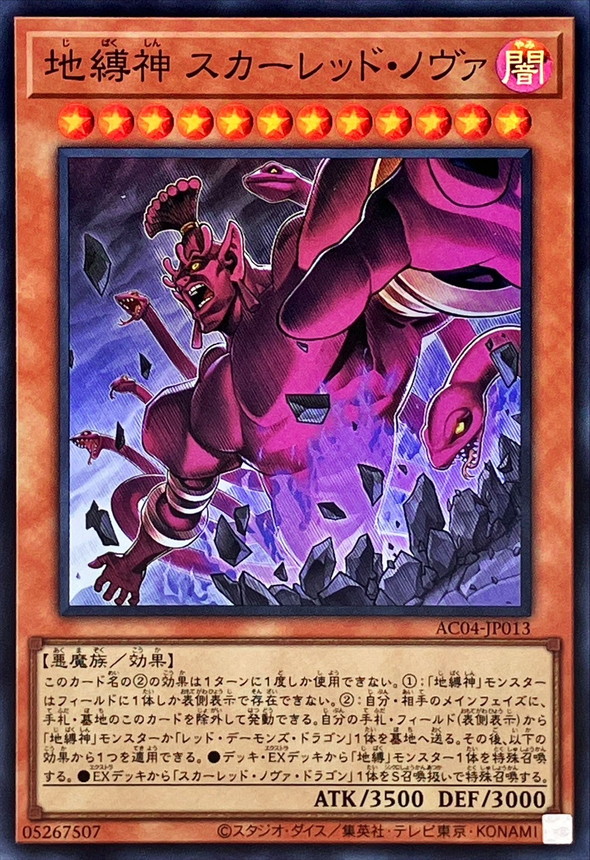 地縛神 スカーレッド・ノヴァ
闇
AC04-JP013
【悪魔族/効果】
このカード名の②の効果は1ターンに1度しか使用できない。①:「地縛神」モンスター
はフィールドに1体しか表側表示で存在できない。②:自分・相手のメインフェイズに、
手札・墓地のこのカードを除外して発動できる。自分の手札・フィールド(表側表示)から
「地縛神」モンスターか「レッド・デーモンズ・ドラゴン」1体を墓地へ送る。その後、以下の
効果から1つを適用できる。●デッキ・EXデッキから「地縛」モンスター1体を特殊召喚
する。●EXデッキから「スカーレッド・ノヴァ・ドラゴン」1体をS召喚扱いで特殊召喚する。
ATK/3500 DEF/3000
05267507 ©スタジオ・ダイス/集英社・テレビ東京・KONAMI